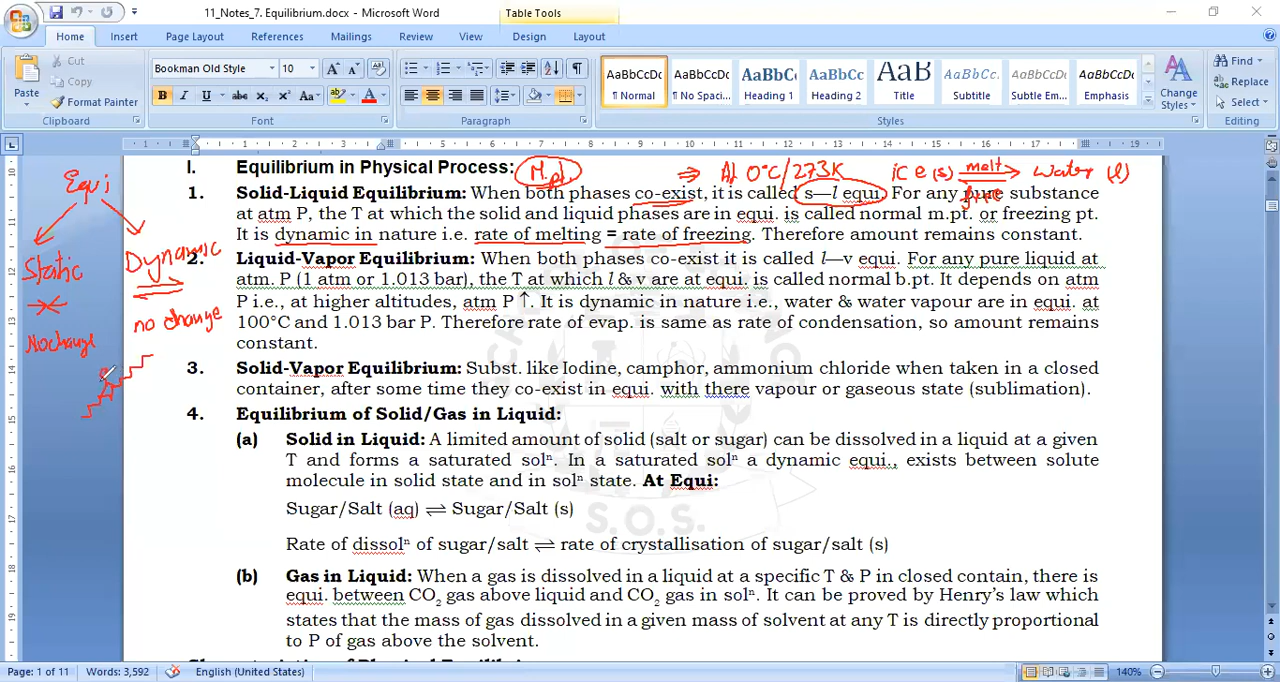 11_Notes_7. Equilibrium.docx - Microsoft Word
Table Tools
Home Insert Page Layout References Mailings Review View Design Layout
Paste
Cut
Copy
Format Painter
Clipboard
Bookman Old Style 10
Font
Paragraph
AaBbCcDc AaBbCcDc AaBbCc AaBbCc AaB AaBbCc AaBbCcDc AaBbCcDc
¶ Normal ¶ No Spaci... Heading 1 Heading 2 Title Subtitle Subtle Em... Emphasis
Styles
Change Styles
Find
Replace
Select
Editing
I. Equilibrium in Physical Process: M.pt ⇒ At 0°C/273K ice(s) melt → Water (l)
1. Solid-Liquid Equilibrium: When both phases co-exist, it is called s—l equi. For any pure substance
at atm P, the T at which the solid and liquid phases are in equi. is called normal m.pt. or freezing pt.
It is dynamic in nature i.e. rate of melting = rate of freezing. Therefore amount remains constant.
2. Liquid-Vapor Equilibrium: When both phases co-exist it is called l—v equi. For any pure liquid at
atm. P (1 atm or 1.013 bar), the T at which l & v are at equi. is called normal b.pt. It depends on atm
P i.e., at higher altitudes, atm P ↑. It is dynamic in nature i.e., water & water vapour are in equi. at
100°C and 1.013 bar P. Therefore rate of evap. is same as rate of condensation, so amount remains
constant.
3. Solid-Vapor Equilibrium: Subst. like Iodine, camphor, ammonium chloride when taken in a closed
container, after some time they co-exist in equi. with there vapour or gaseous state (sublimation).
4. Equilibrium of Solid/Gas in Liquid:
(a) Solid in Liquid: A limited amount of solid (salt or sugar) can be dissolved in a liquid at a given
T and forms a saturated solⁿ. In a saturated solⁿ a dynamic equi., exists between solute
molecule in solid state and in solⁿ state. At Equi:
Sugar/Salt (aq) ⇌ Sugar/Salt (s)
Rate of dissolⁿ of sugar/salt ⇌ rate of crystallisation of sugar/salt (s)
(b) Gas in Liquid: When a gas is dissolved in a liquid at a specific T & P in closed contain, there is
equi. between CO₂ gas above liquid and CO₂ gas in solⁿ. It can be proved by Henry's law which
states that the mass of gas dissolved in a given mass of solvent at any T is directly proportional
to P of gas above the solvent.
Equi
Static
Dynamic
Nochange
no change
S.O.S.
Page: 1 of 11 Words: 3,592 English (United States) 140%